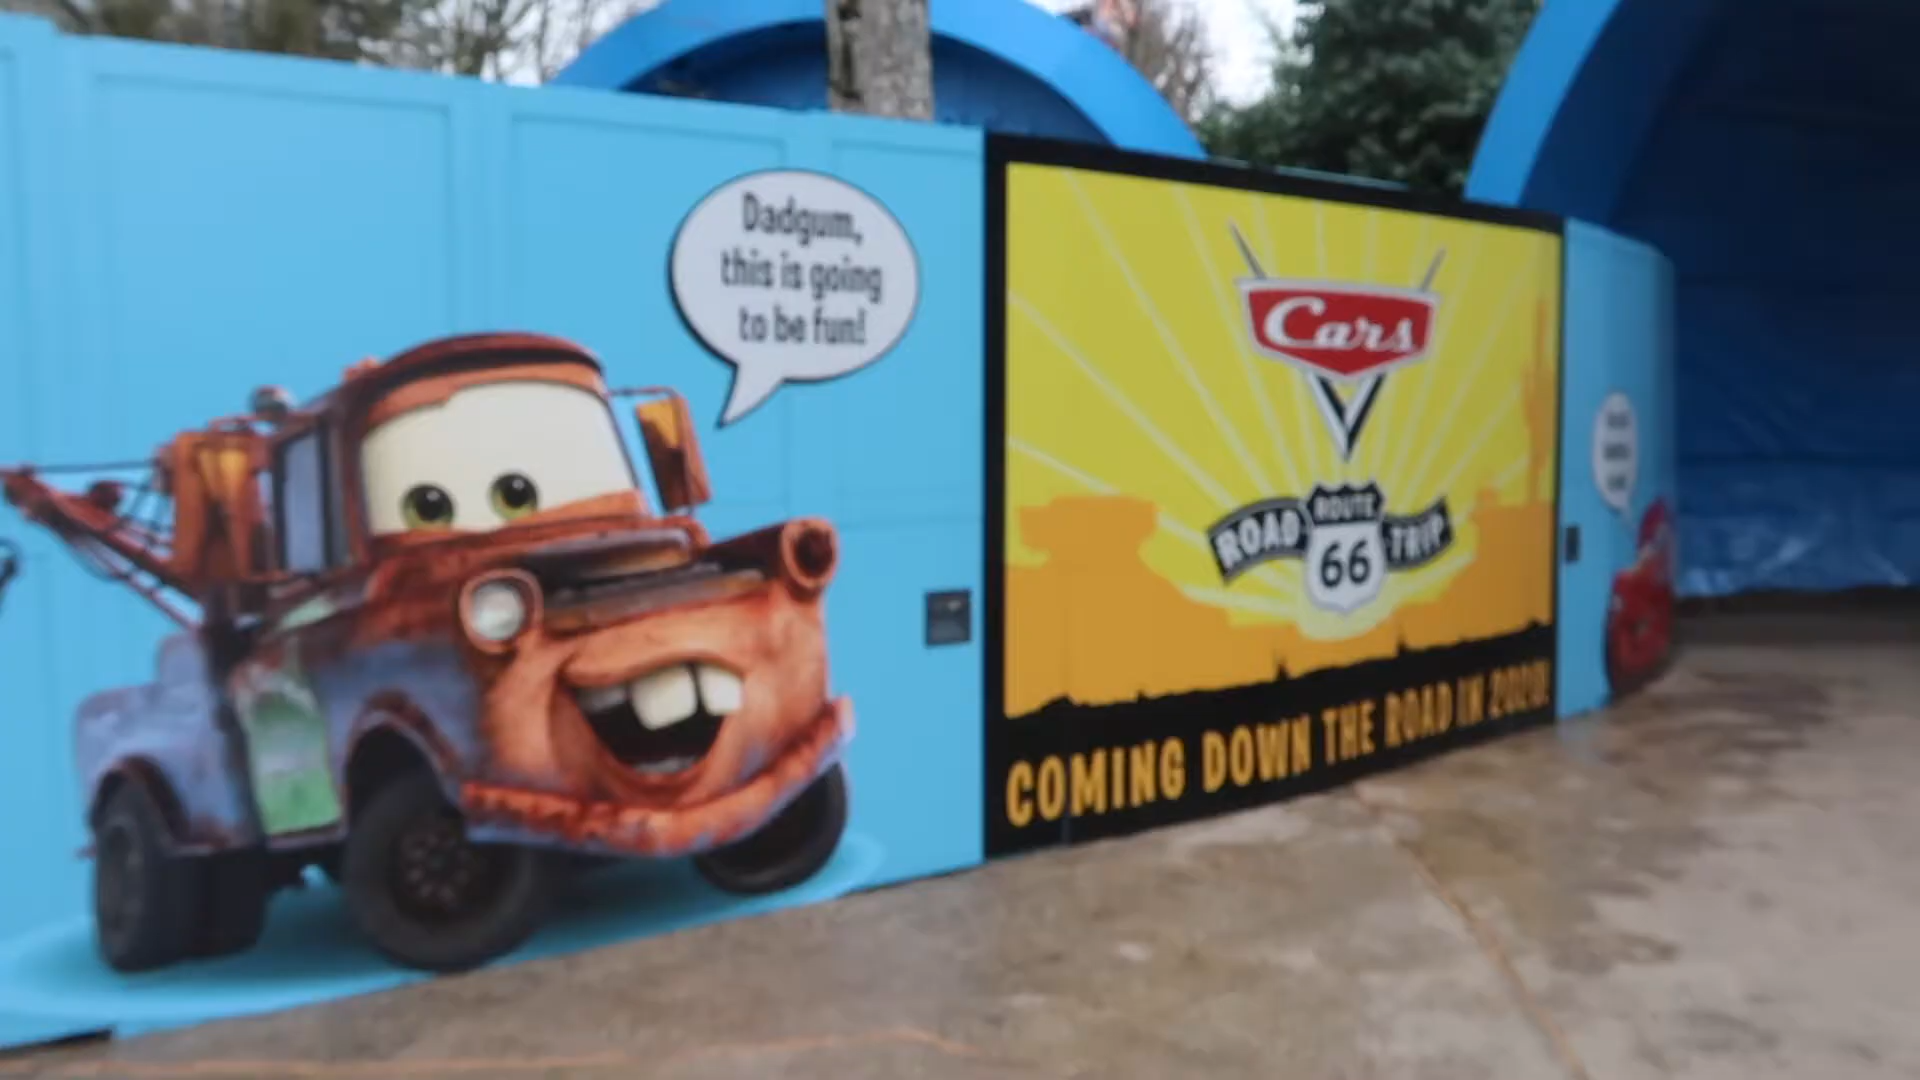 Dadgum,
this is going
to be fun!
Cars
ROAD ROUTE TRIP
66
COMING DOWN THE ROAD IN 2020!